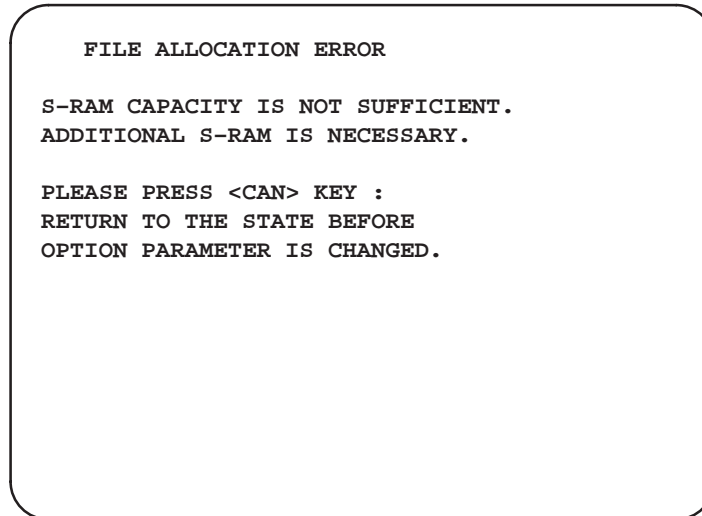 FILE ALLOCATION ERROR
S–RAM CAPACITY IS NOT SUFFICIENT.
ADDITIONAL S–RAM IS NECESSARY.
PLEASE PRESS <CAN> KEY :
RETURN TO THE STATE BEFORE
OPTION PARAMETER IS CHANGED.